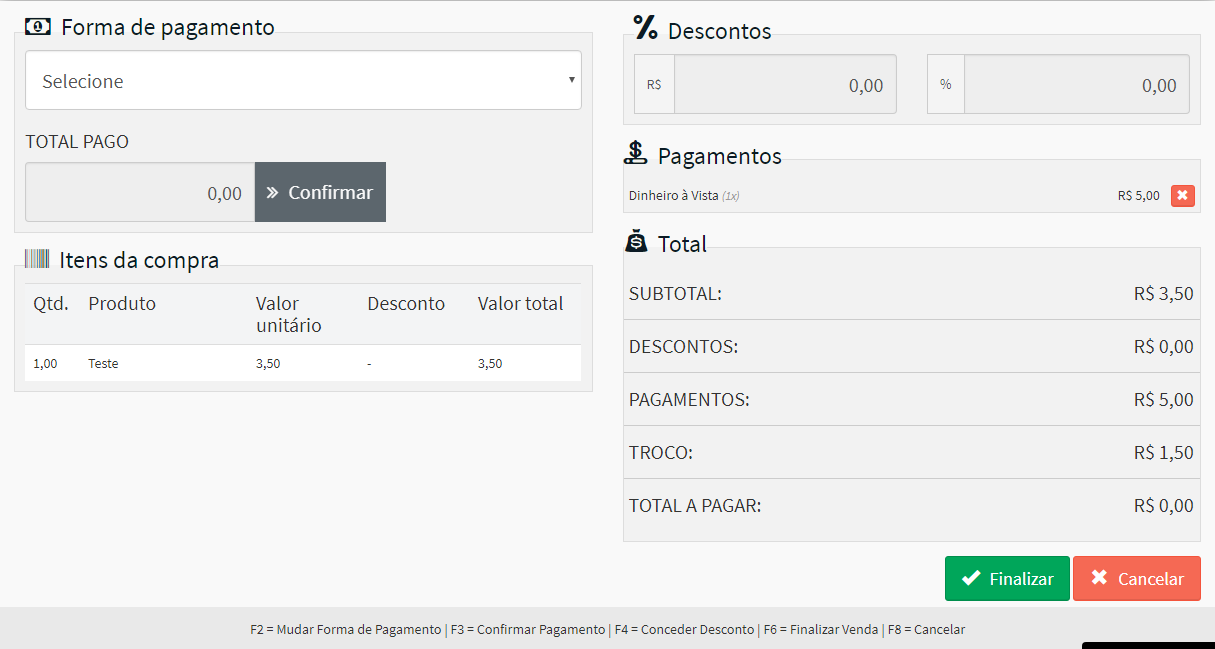 Forma de pagamento
Selecione
TOTAL PAGO
0,00 » Confirmar
Itens da compra
Qtd. Produto Valor unitário Desconto Valor total
1,00 Teste 3,50 - 3,50
% Descontos
R$ 0,00 % 0,00
Pagamentos
Dinheiro à Vista (1x) R$ 5,00
Total
SUBTOTAL: R$ 3,50
DESCONTOS: R$ 0,00
PAGAMENTOS: R$ 5,00
TROCO: R$ 1,50
TOTAL A PAGAR: R$ 0,00
Finalizar Cancelar
F2 = Mudar Forma de Pagamento | F3 = Confirmar Pagamento | F4 = Conceder Desconto | F6 = Finalizar Venda | F8 = Cancelar